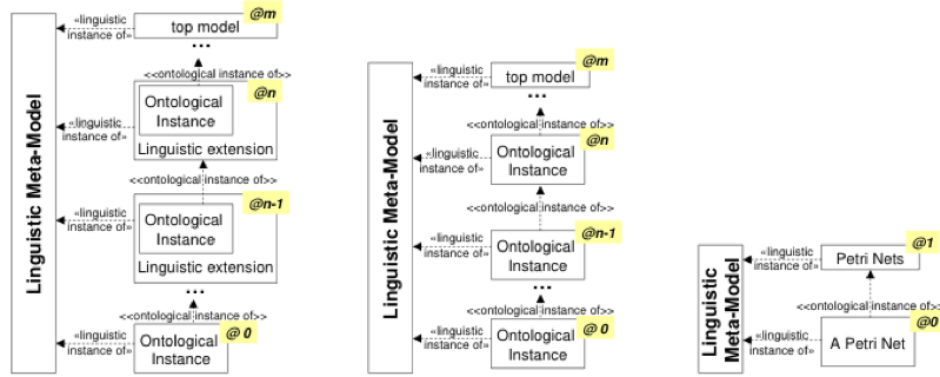 @m
«linguistic
instance of»
top model
...
<<ontological instance of>>
@n
Ontological
Instance
«linguistic
instance of»
Linguistic extension
<<ontological instance of>>
@n-1
Ontological
Instance
«linguistic
instance of»
Linguistic extension
...
<<ontological instance of>>
@ 0
«linguistic
instance of»
Ontological
Instance
Linguistic Meta-Model
@m
«linguistic
instance of»
top model
...
<<ontological instance of>>
@n
«linguistic
instance of»
Ontological
Instance
<<ontological instance of>>
@n-1
«linguistic
instance of»
Ontological
Instance
...
<<ontological instance of>>
@ 0
«linguistic
instance of»
Ontological
Instance
Linguistic Meta-Model
@1
«linguistic
instance of»
Petri Nets
<<ontological instance of>>
@0
«linguistic
instance of»
A Petri Net
Linguistic
Meta-Model